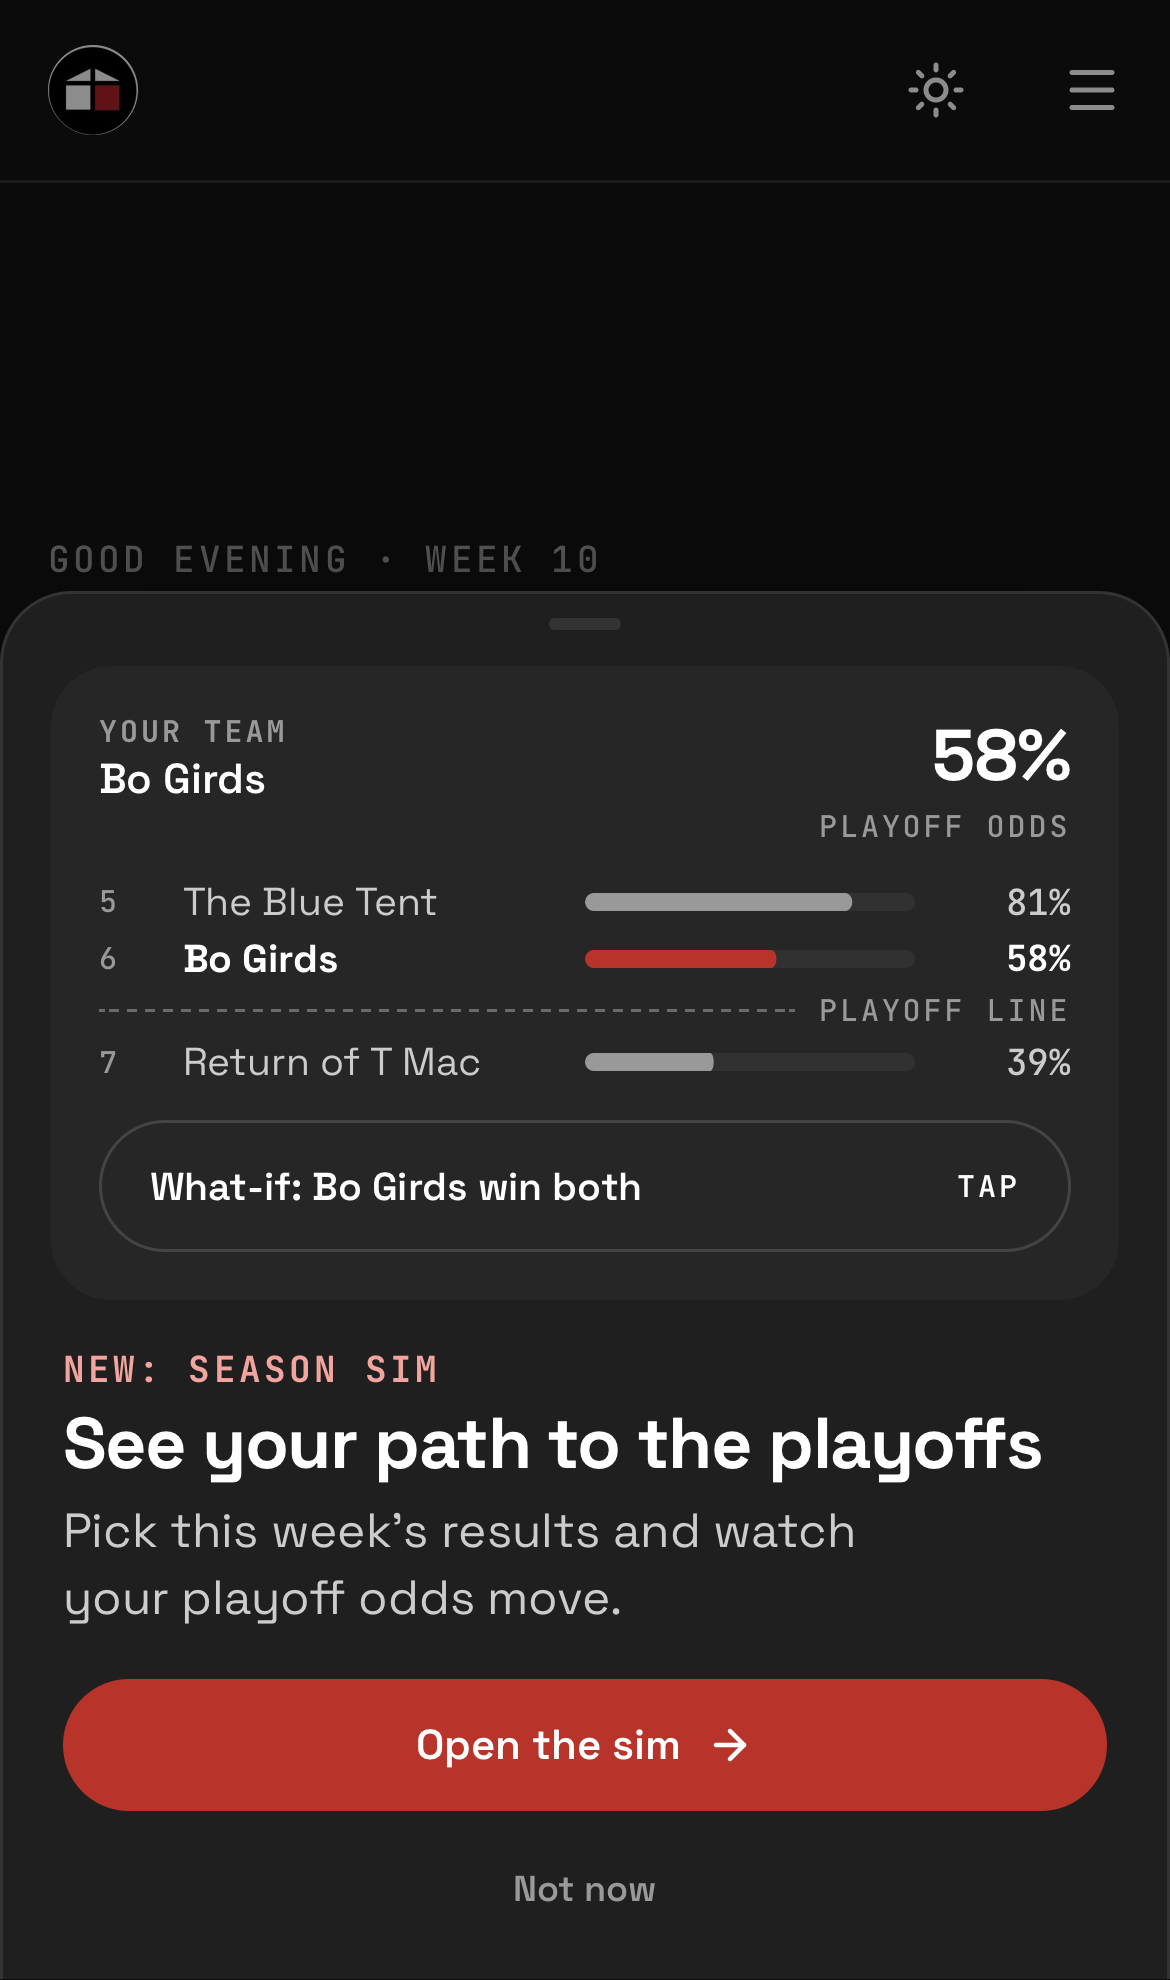 GOOD EVENING · WEEK 10
YOUR TEAM
Bo Girds
58%
PLAYOFF ODDS
5 The Blue Tent 81%
6 Bo Girds 58%
PLAYOFF LINE
7 Return of T Mac 39%
What-if: Bo Girds win both TAP
NEW: SEASON SIM
See your path to the playoffs
Pick this week’s results and watch
your playoff odds move.
Open the sim →
Not now